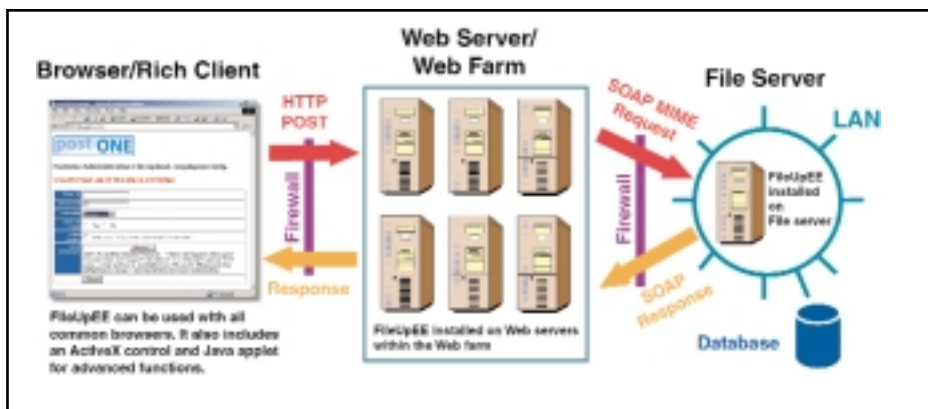 Web Server/
Web Farm
Browser/Rich Client
File Server
HTTP
POST
SOAP MIME
Request
LAN
post ONE
Firewall
Firewall
FileUpEE
installed
on
File server
Response
SOAP
Response
FileUpEE can be used with all
common browsers. It also includes
an ActiveX control and Java applet
for advanced functions.
FileUpEE Installed on Web servers
within the Web farm
Database